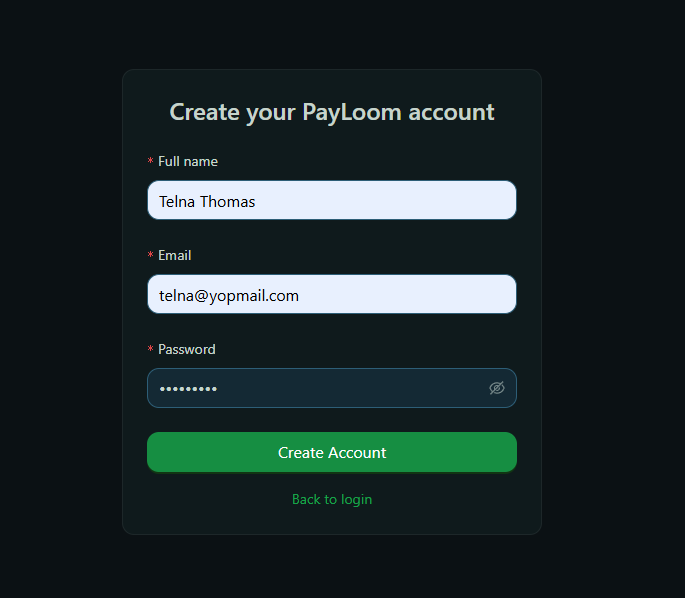 Create your PayLoom account
* Full name
Telna Thomas
* Email
telna@yopmail.com
* Password
•••••••••
Create Account
Back to login